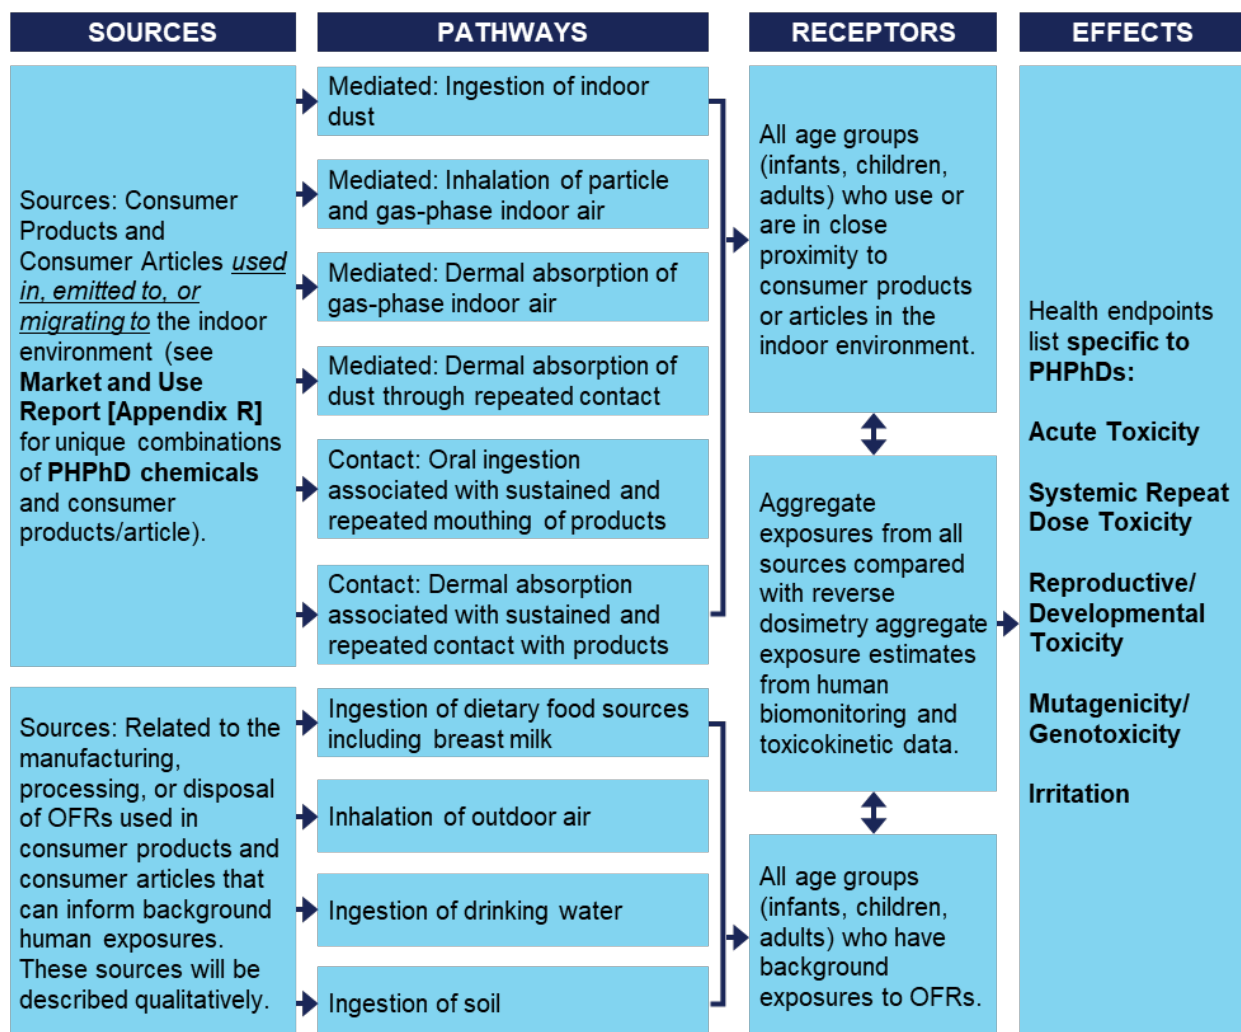 SOURCES
PATHWAYS
RECEPTORS
EFFECTS
Sources: Consumer
Products and
Consumer Articles used
in, emitted to, or
migrating to the indoor
environment (see
Market and Use
Report [Appendix R]
for unique combinations
of PHPhD chemicals
and consumer
products/article).
Sources: Related to the
manufacturing,
processing, or disposal
of OFRs used in
consumer products and
consumer articles that
can inform background
human exposures.
These sources will be
described qualitatively.
Mediated: Ingestion of indoor
dust
Mediated: Inhalation of particle
and gas-phase indoor air
Mediated: Dermal absorption of
gas-phase indoor air
Mediated: Dermal absorption of
dust through repeated contact
Contact: Oral ingestion
associated with sustained and
repeated mouthing of products
Contact: Dermal absorption
associated with sustained and
repeated contact with products
Ingestion of dietary food sources
including breast milk
Inhalation of outdoor air
Ingestion of drinking water
Ingestion of soil
All age groups
(infants, children,
adults) who use or
are in close
proximity to
consumer products
or articles in the
indoor environment.
Aggregate
exposures from all
sources compared
with reverse
dosimetry aggregate
exposure estimates
from human
biomonitoring and
toxicokinetic data.
All age groups
(infants, children,
adults) who have
background
exposures to OFRs.
Health endpoints
list specific to
PHPhDs:
Acute Toxicity
Systemic Repeat
Dose Toxicity
Reproductive/
Developmental
Toxicity
Mutagenicity/
Genotoxicity
Irritation